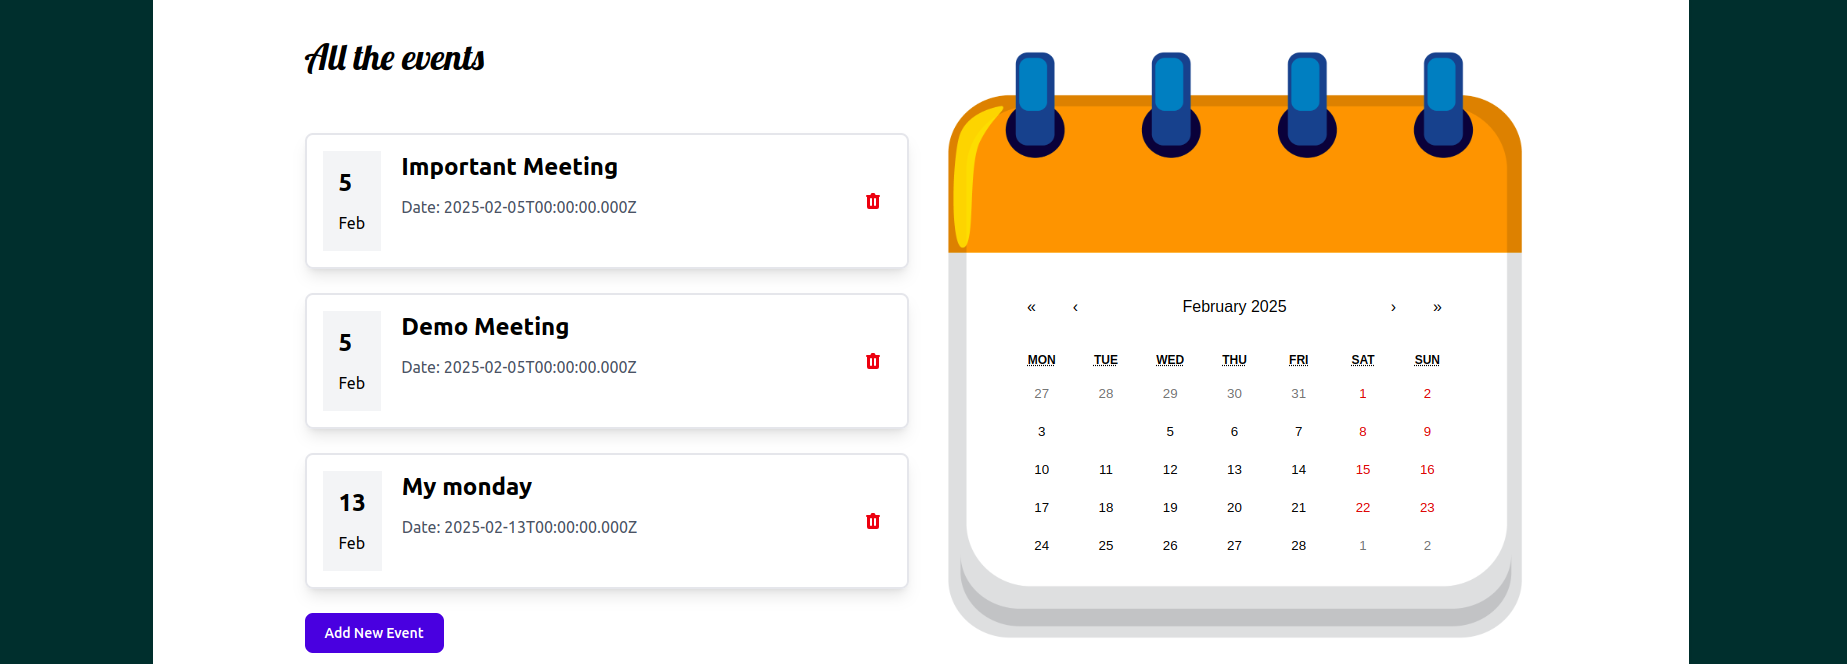 All the events
5
Feb
Important Meeting
Date: 2025-02-05T00:00:00.000Z
5
Feb
Demo Meeting
Date: 2025-02-05T00:00:00.000Z
13
Feb
My monday
Date: 2025-02-13T00:00:00.000Z
Add New Event
« ‹ February 2025 › »
MON TUE WED THU FRI SAT SUN
27 28 29 30 31 1 2
3 5 6 7 8 9
10 11 12 13 14 15 16
17 18 19 20 21 22 23
24 25 26 27 28 1 2